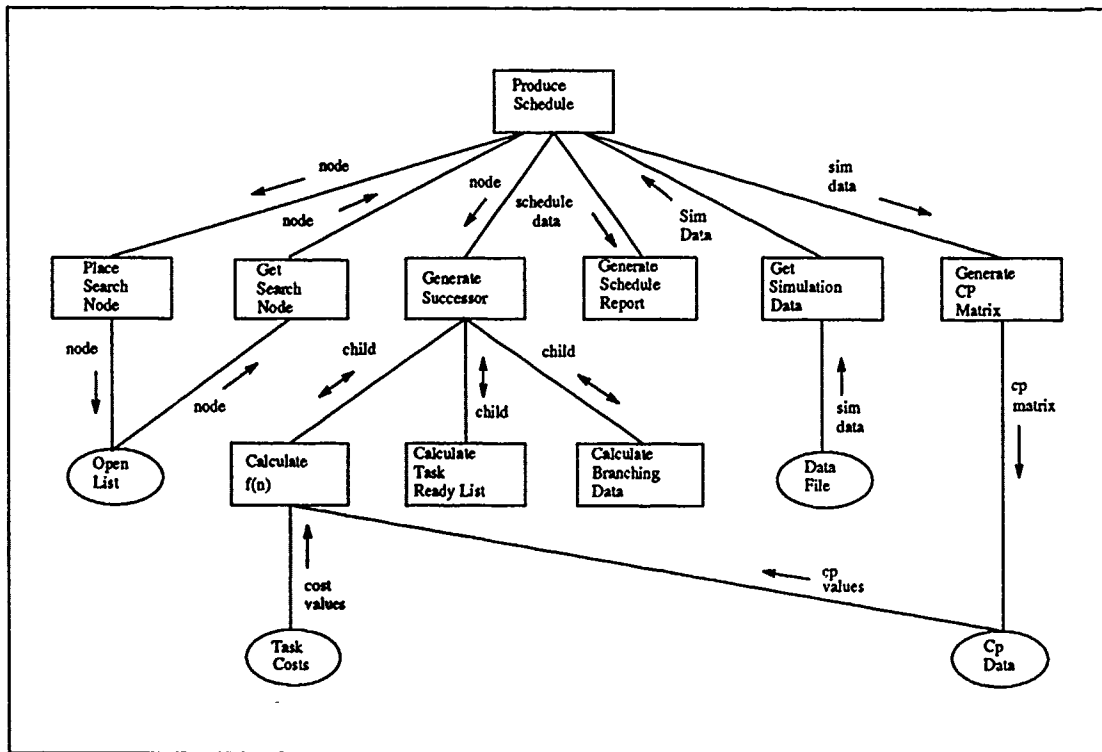 Produce
Schedule
node
node
node
schedule
data
Sim
Data
sim
data
Place
Search
Node
Get
Search
Node
Generate
Successor
Generate
Schedule
Report
Get
Simulation
Data
Generate
CP
Matrix
node
node
child
child
child
sim
data
cp
matrix
Open
List
Calculate
f(n)
Calculate
Task
Ready List
Calculate
Branching
Data
Data
File
cost
values
cp
values
Task
Costs
Cp
Data